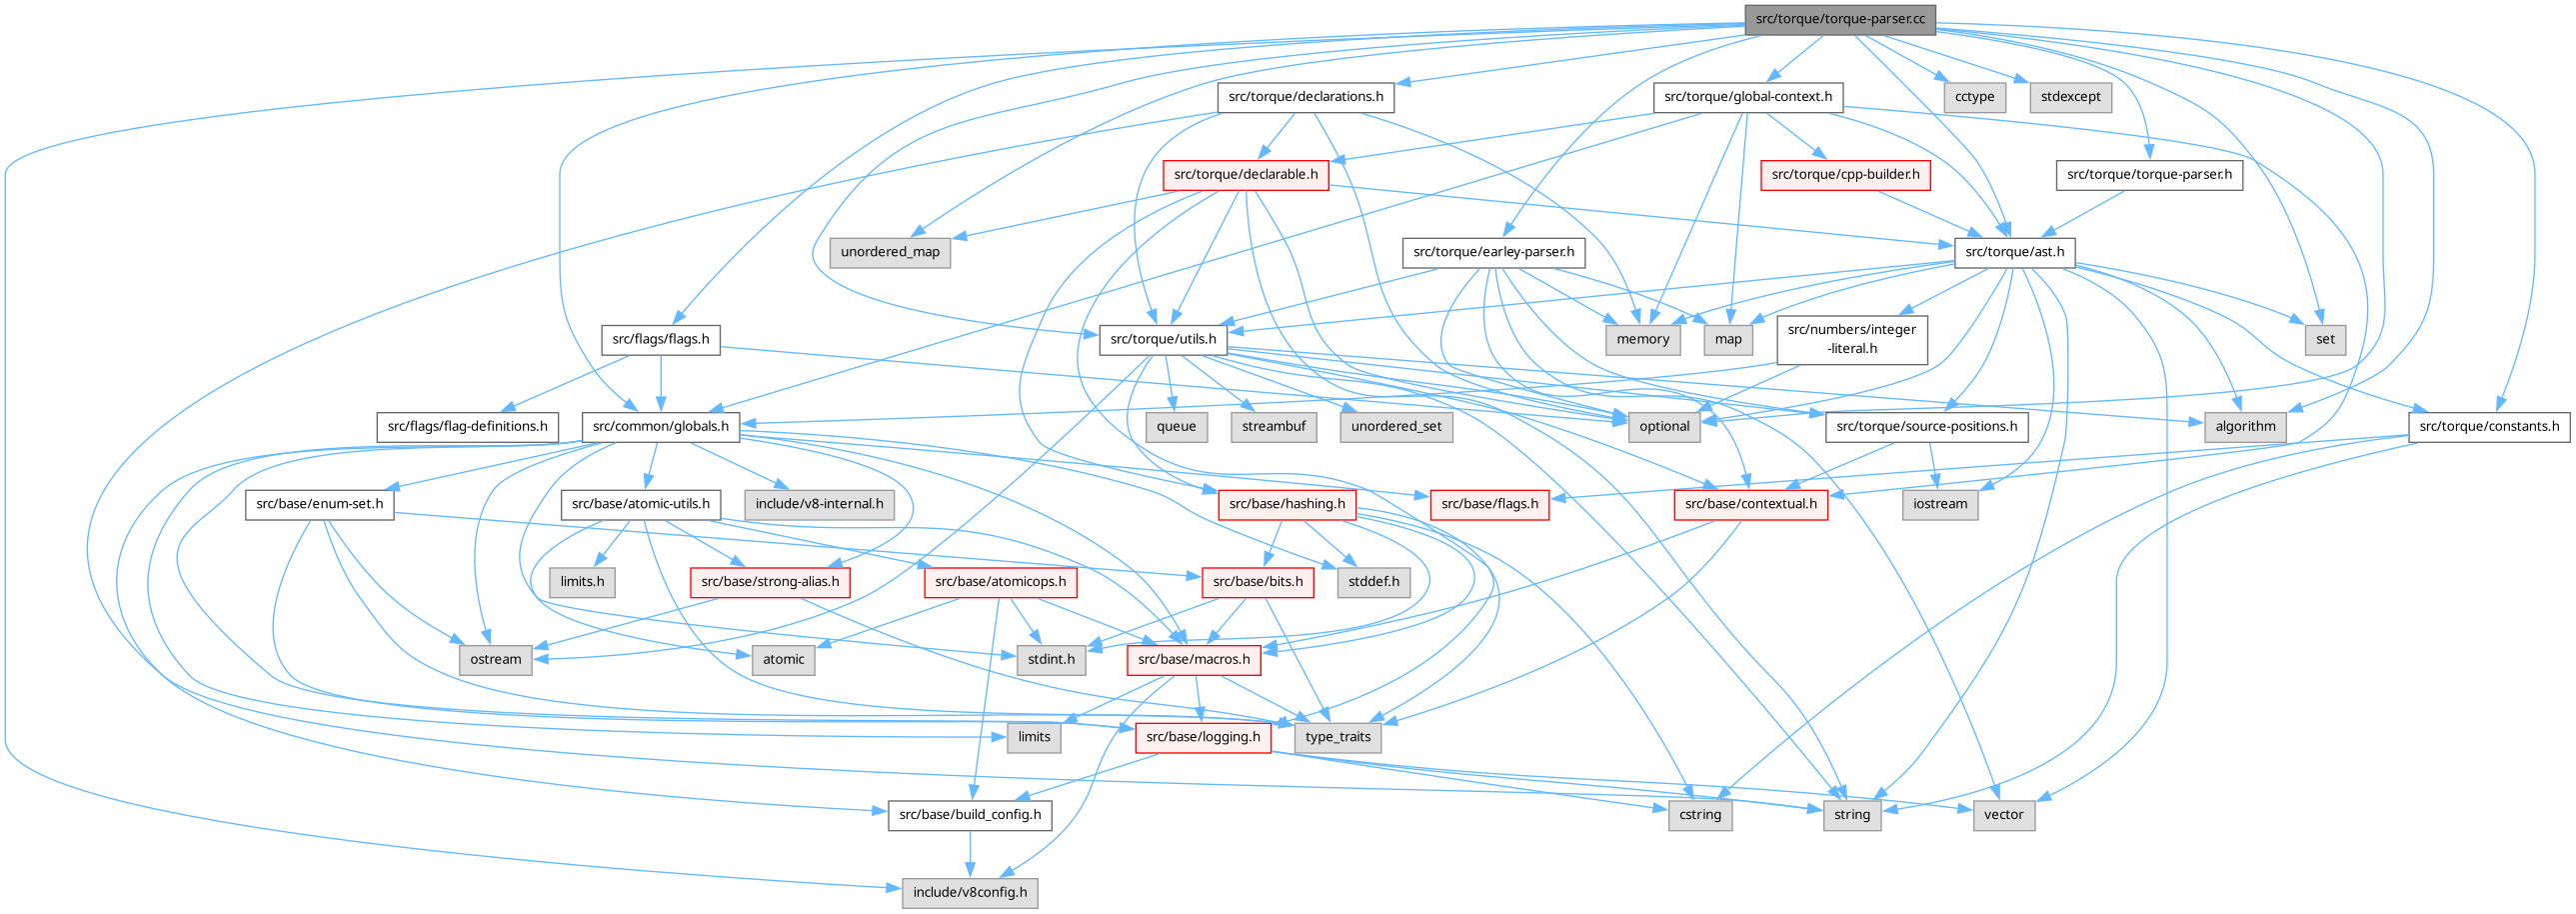 src/torque/torque-parser.cc
src/torque/declarations.h
src/torque/global-context.h
cctype
stdexcept
src/torque/declarable.h
src/torque/cpp-builder.h
src/torque/torque-parser.h
unordered_map
src/torque/earley-parser.h
src/torque/ast.h
src/flags/flags.h
src/torque/utils.h
memory
map
src/numbers/integer
-literal.h
set
src/flags/flag-definitions.h
src/common/globals.h
queue
streambuf
unordered_set
optional
src/torque/source-positions.h
algorithm
src/torque/constants.h
src/base/enum-set.h
src/base/atomic-utils.h
include/v8-internal.h
src/base/hashing.h
src/base/flags.h
src/base/contextual.h
iostream
limits.h
src/base/strong-alias.h
src/base/atomicops.h
src/base/bits.h
stddef.h
ostream
atomic
stdint.h
src/base/macros.h
limits
src/base/logging.h
type_traits
src/base/build_config.h
cstring
string
vector
include/v8config.h